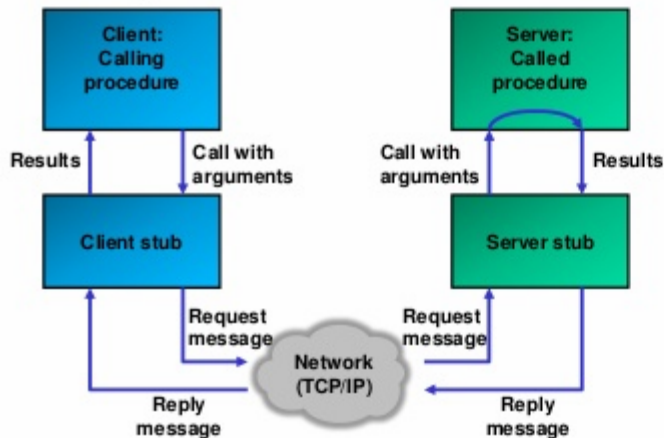 Client:
Calling
procedure
Server:
Called
procedure
Results
Call with
arguments
Call with
arguments
Results
Client stub
Server stub
Request
message
Network
(TCP/IP)
Request
message
Reply
message
Reply
message